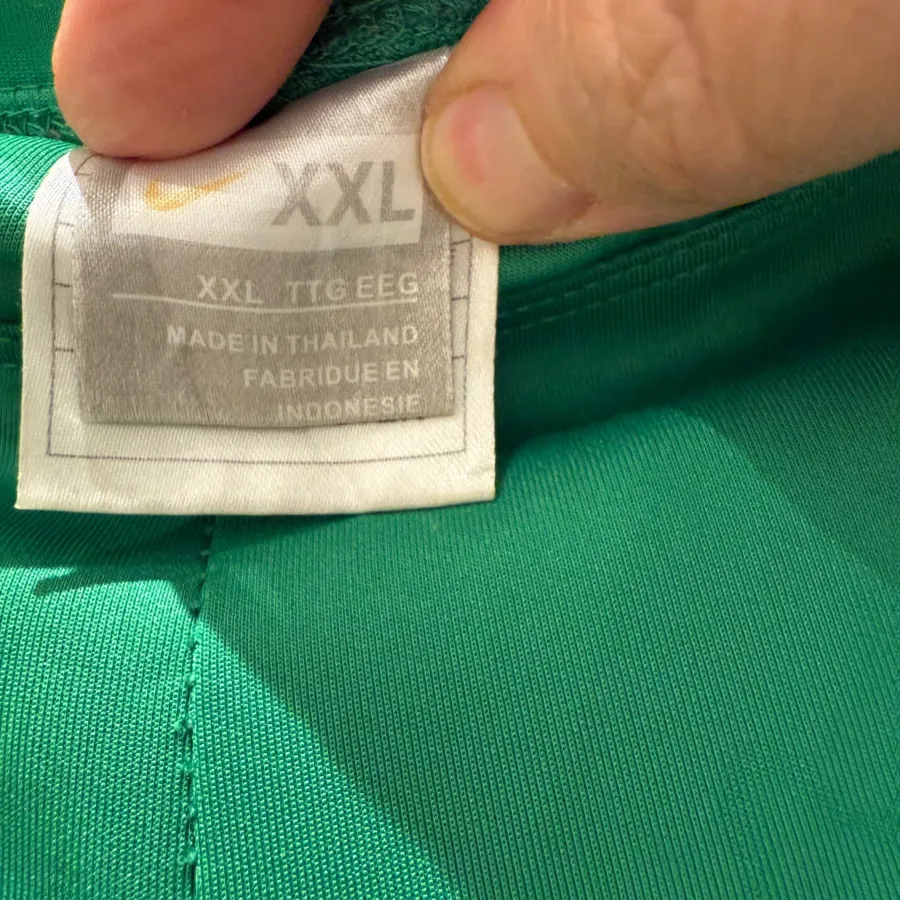 XXL
XXL TTG EEG
MADE IN THAILAND
FABRIDUE EN
INDONESIE